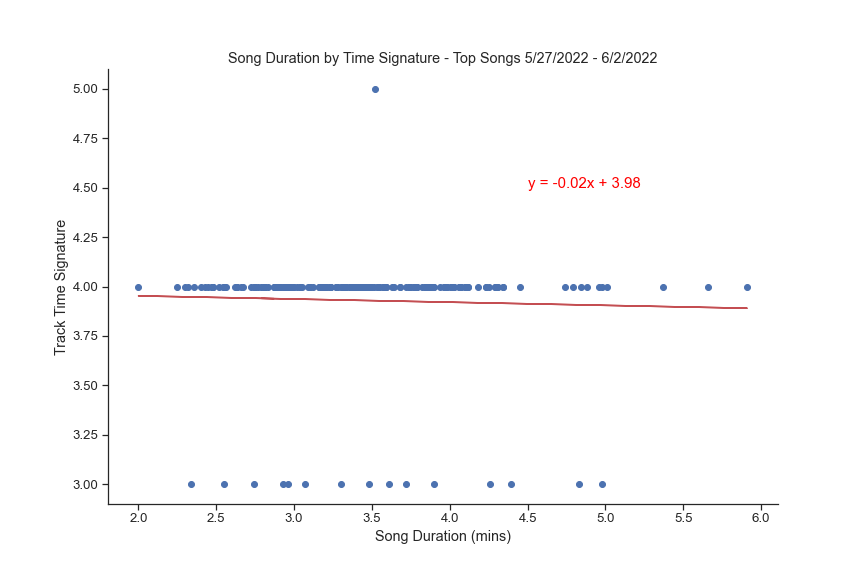 Song Duration by Time Signature - Top Songs 5/27/2022 - 6/2/2022
5.00
4.75
4.50
4.25
4.00
3.75
3.50
3.25
3.00
Track Time Signature
y = -0.02x + 3.98
2.0 2.5 3.0 3.5 4.0 4.5 5.0 5.5 6.0
Song Duration (mins)